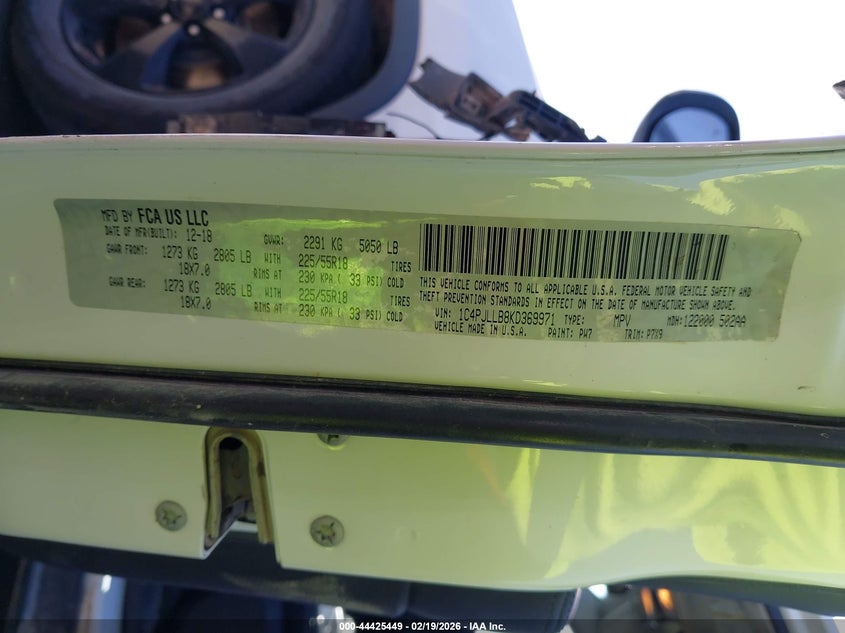 MFD BY FCA US LLC
DATE OF MFR(BUILT): 12-18 GVWR: 2291 KG 5050 LB
GAWR FRONT: 1273 KG 2805 LB WITH 225/55R18 TIRES
18X7.0 RIMS AT 230 KPA ( 33 PSI) COLD
GAWR REAR: 1273 KG 2805 LB WITH 225/55R18 TIRES
18X7.0 RIMS AT 230 KPA ( 33 PSI) COLD
THIS VEHICLE CONFORMS TO ALL APPLICABLE U.S.A. FEDERAL MOTOR VEHICLE SAFETY AND
THEFT PREVENTION STANDARDS IN EFFECT ON THE DATE OF MANUFACTURE SHOWN ABOVE.
VIN: 1C4PJLLB8KD369971 TYPE: MPV MDH:122000 502AA
VEHICLE MADE IN U.S.A. PAINT: PW7 TRIM: P7X9
000-44425449 - 02/19/2026 - IAA Inc.